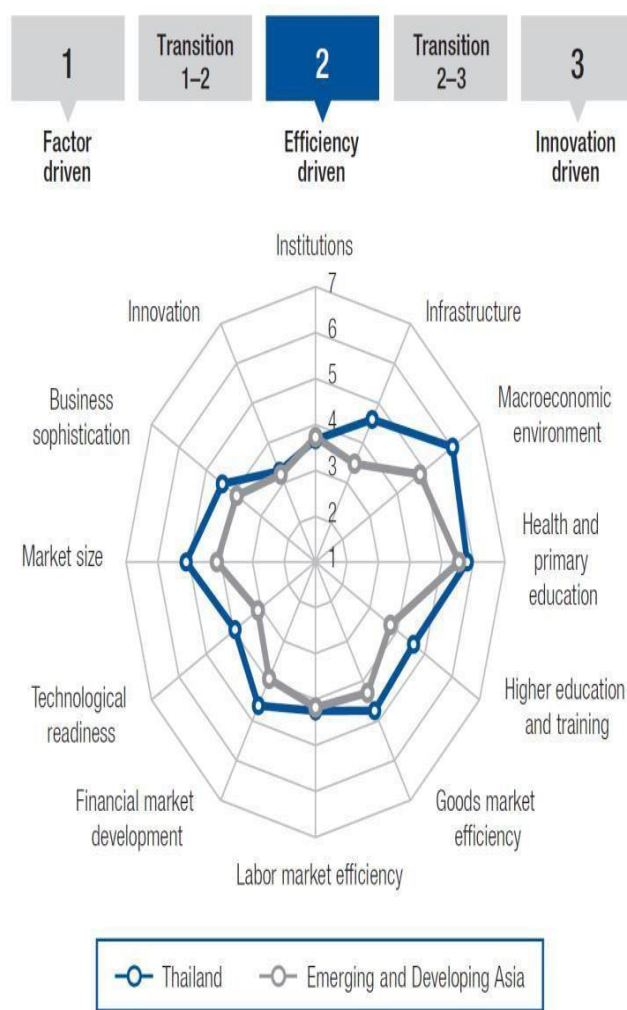 1
Transition
1–2
2
Transition
2–3
3
Factor
driven
Efficiency
driven
Innovation
driven
Institutions
7
Innovation
Infrastructure
6
5
Business
sophistication
Macroeconomic
environment
4
3
2
Market size
1
Health and
primary
education
Technological
readiness
Higher education
and training
Financial market
development
Goods market
efficiency
Labor market efficiency
Thailand
Emerging and Developing Asia